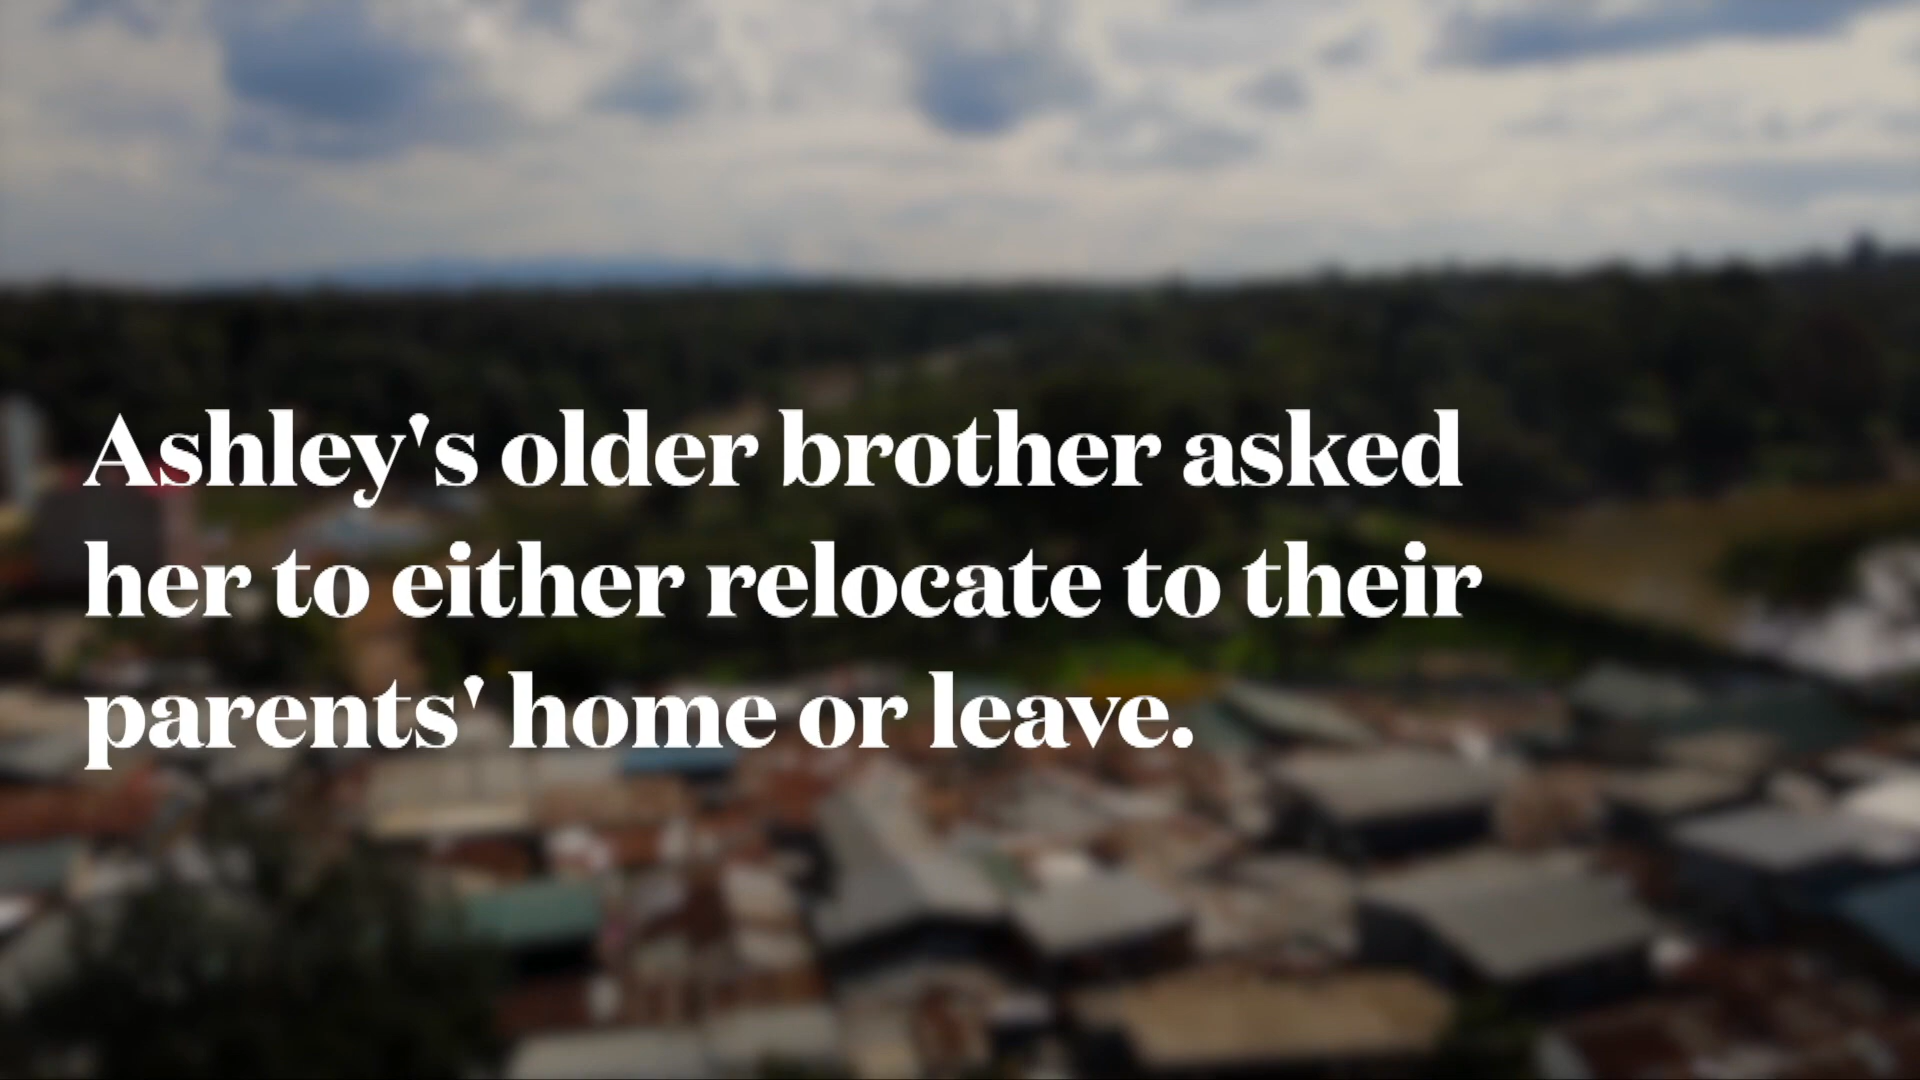 Ashley's older brother asked
her to either relocate to their
parents' home or leave.